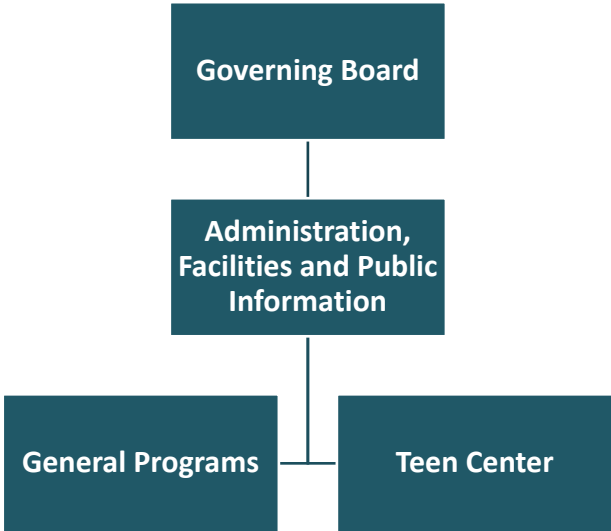 Governing Board
Administration,
Facilities and Public
Information
General Programs
Teen Center